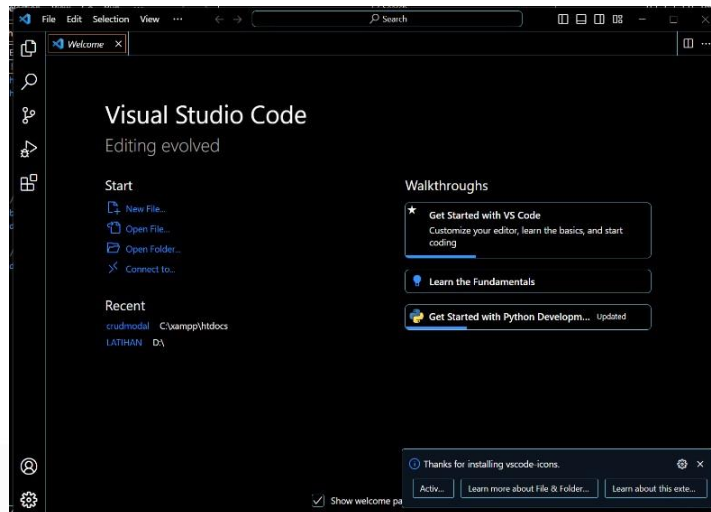 File Edit Selection View ··· Search
Welcome
Visual Studio Code
Editing evolved
Start
New File...
Open File...
Open Folder...
Connect to...
Recent
crudmodal C:\xampp\htdocs
LATIHAN D:\
Walkthroughs
Get Started with VS Code
Customize your editor, learn the basics, and start
coding
Learn the Fundamentals
Get Started with Python Developm... Updated
Thanks for installing vscode-icons.
Activ... Learn more about File & Folder... Learn about this exte...
Show welcome pa